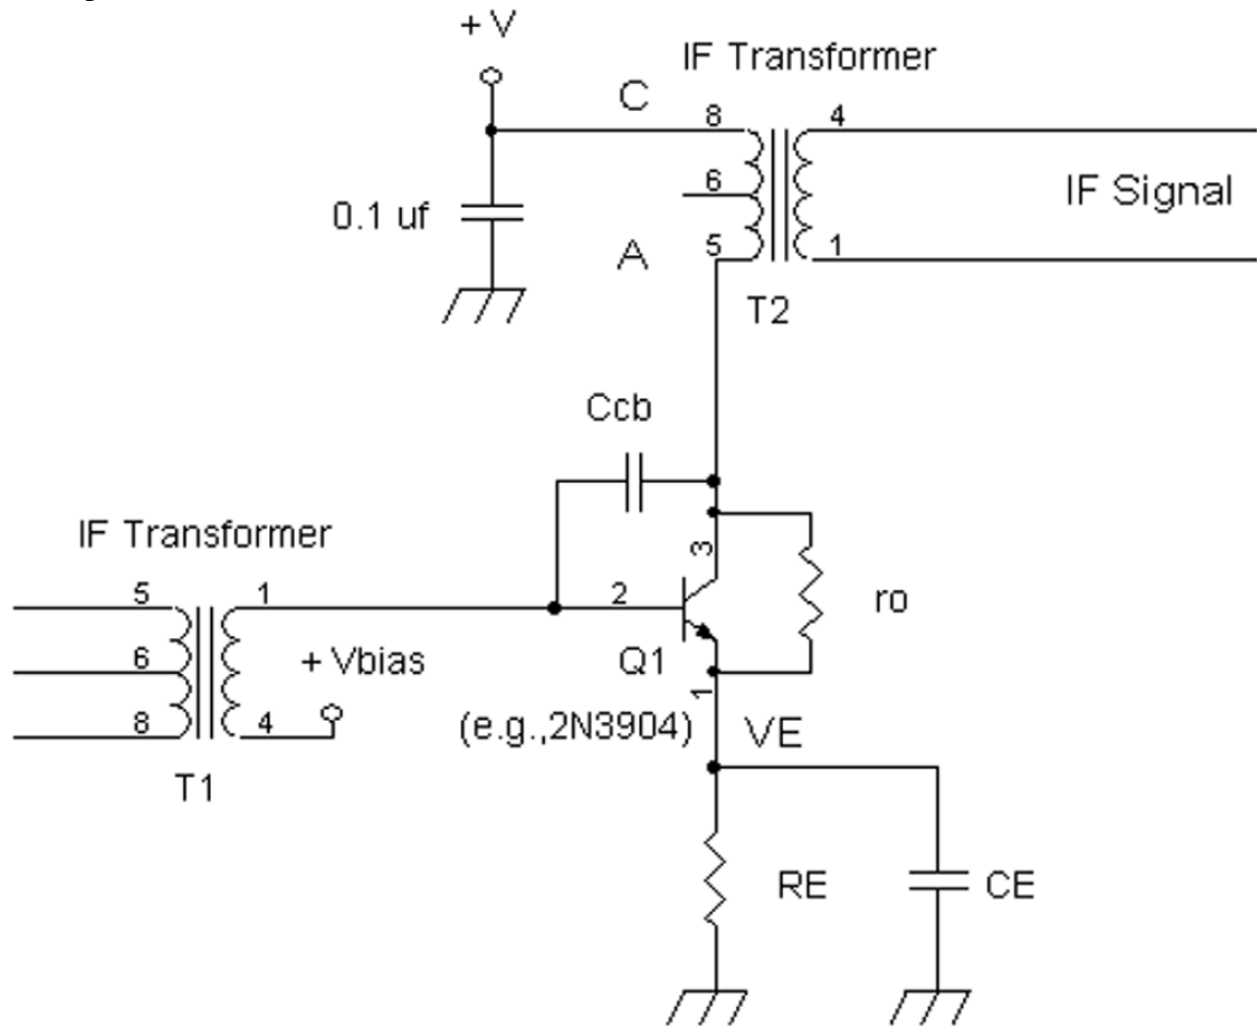 + V
IF Transformer
C
8
4
0.1 uf
6
IF Signal
A
5
1
T2
Ccb
IF Transformer
3
5
1
2
ro
6
+ Vbias
Q1
1
8
4
(e.g.,2N3904)
VE
T1
RE
CE